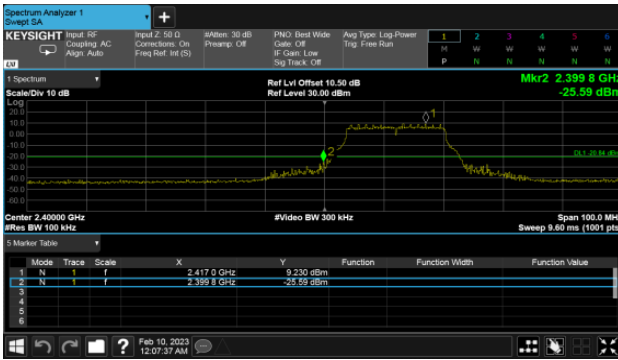 Spectrum Analyzer 1
Swept SA
+
KEYSIGHT Input: RF Input Z: 50 Ω #Atten: 30 dB PNO: Best Wide Avg Type: Log-Power 1 2 3 4 5 6
Coupling: AC Corrections: On Preamp: Off Gate: Off Trig: Free Run M W W W W W
Align: Auto Freq Ref: Int (S) IF Gain: Low
LXI Sig Track: Off P N N N N N
1 Spectrum Ref Lvl Offset 10.50 dB Mkr2 2.399 8 GHz
Scale/Div 10 dB Ref Level 30.00 dBm -25.59 dBm
Log
20.0
10.0
0.00
-10.0
-20.0
-30.0
-40.0
-50.0
-60.0
1
2
DL1 -20.84 dBm
Center 2.40000 GHz #Video BW 300 kHz Span 100.0 MHz
#Res BW 100 kHz Sweep 9.60 ms (1001 pts)
5 Marker Table
Mode Trace Scale X Y Function Function Width Function Value
1 N 1 f 2.417 0 GHz 9.230 dBm
2 N 1 f 2.399 8 GHz -25.59 dBm
3
4
5
6
? Feb 10, 2023
12:07:37 AM